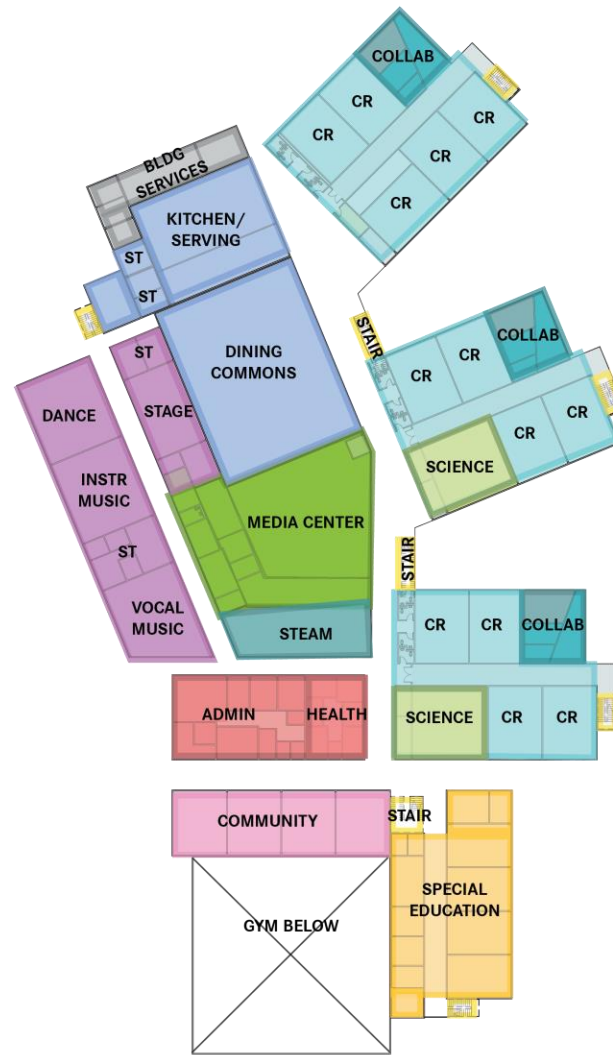 COLLAB
CR
CR
CR
CR
CR
BLDG
SERVICES
KITCHEN/
SERVING
ST
ST
STAIR
COLLAB
CR
CR
CR
CR
SCIENCE
ST
DINING
COMMONS
STAGE
DANCE
INSTR
MUSIC
ST
VOCAL
MUSIC
MEDIA CENTER
STEAM
STAIR
CR
CR
COLLAB
SCIENCE
CR
CR
ADMIN
HEALTH
COMMUNITY
STAIR
SPECIAL
EDUCATION
GYM BELOW